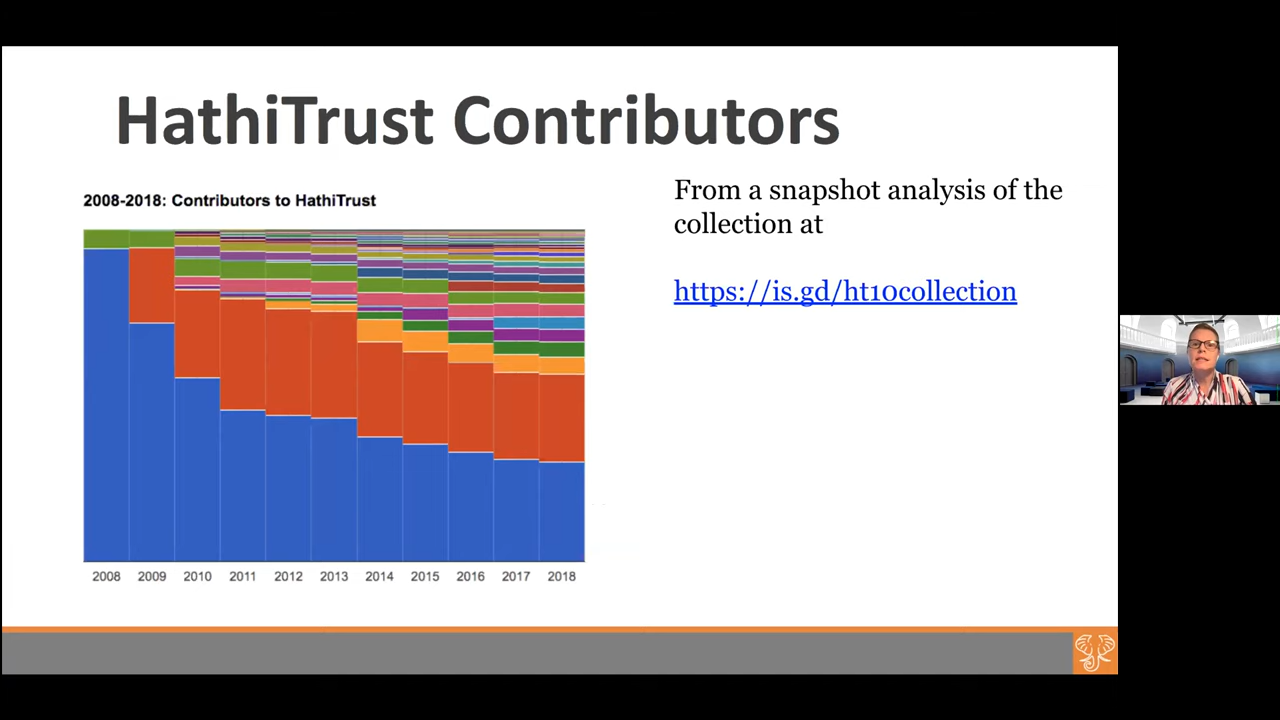 HathiTrust Contributors
2008-2018: Contributors to HathiTrust
From a snapshot analysis of the
collection at
https://is.gd/ht10collection
2008 2009 2010 2011 2012 2013 2014 2015 2016 2017 2018